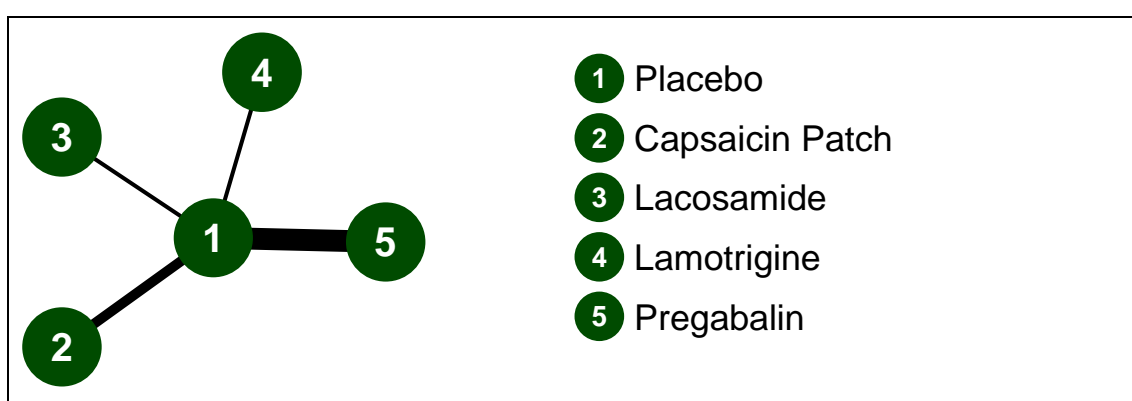 4
3
1
5
2
1 Placebo
2 Capsaicin Patch
3 Lacosamide
4 Lamotrigine
5 Pregabalin